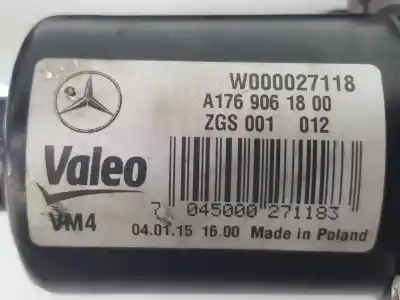 W000027118
A176 906 18 00
ZGS 001 012
Valeo
7 045000 271183
VM4
04.01.15 16.00 Made in Poland